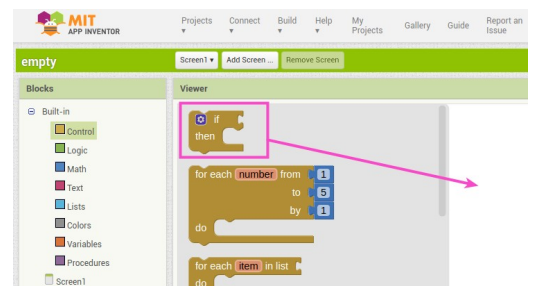 MIT
APP INVENTOR
Projects
Connect
Build
Help
My Projects
Gallery
Guide
Report an Issue
empty
Screen1
Add Screen ...
Remove Screen
Blocks
Viewer
Built-in
Control
Logic
Math
Text
Lists
Colors
Variables
Procedures
Screen1
if
then
for each number from 1
to 5
by 1
do
for each item in list
do